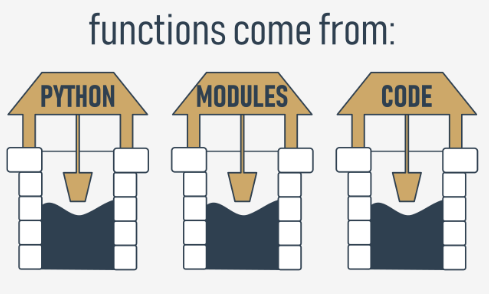 functions come from:
PYTHON
MODULES
CODE